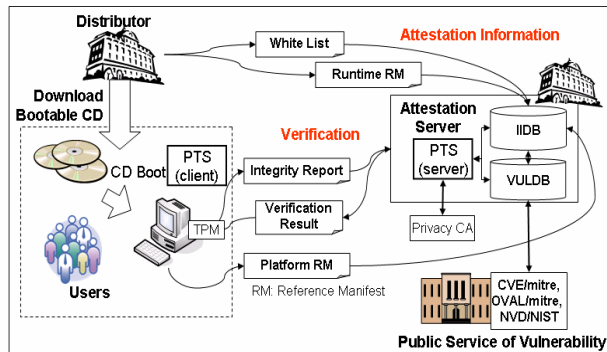 Distributor
White List
Attestation Information
Runtime RM
Download
Bootable CD
Attestation
Server
IIDB
Verification
PTS
(client)
PTS
(server)
CD Boot
Integrity Report
VULDB
TPM
Verification
Result
Privacy CA
Platform RM
Users
RM: Reference Manifest
CVE/mitre,
OVAL/mitre,
NVD/NIST
Public Service of Vulnerability